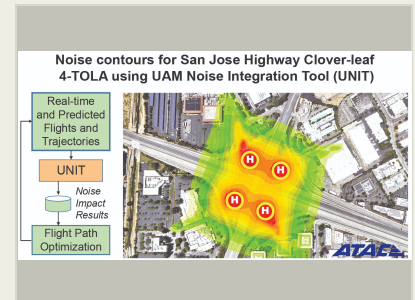 Noise contours for San Jose Highway Clover-leaf
4-TOLA using UAM Noise Integration Tool (UNIT)
Real-time
and Predicted
Flights and
Trajectories
UNIT
Noise
Impact
Results
Flight Path
Optimization
H
H
H
H
ATAC